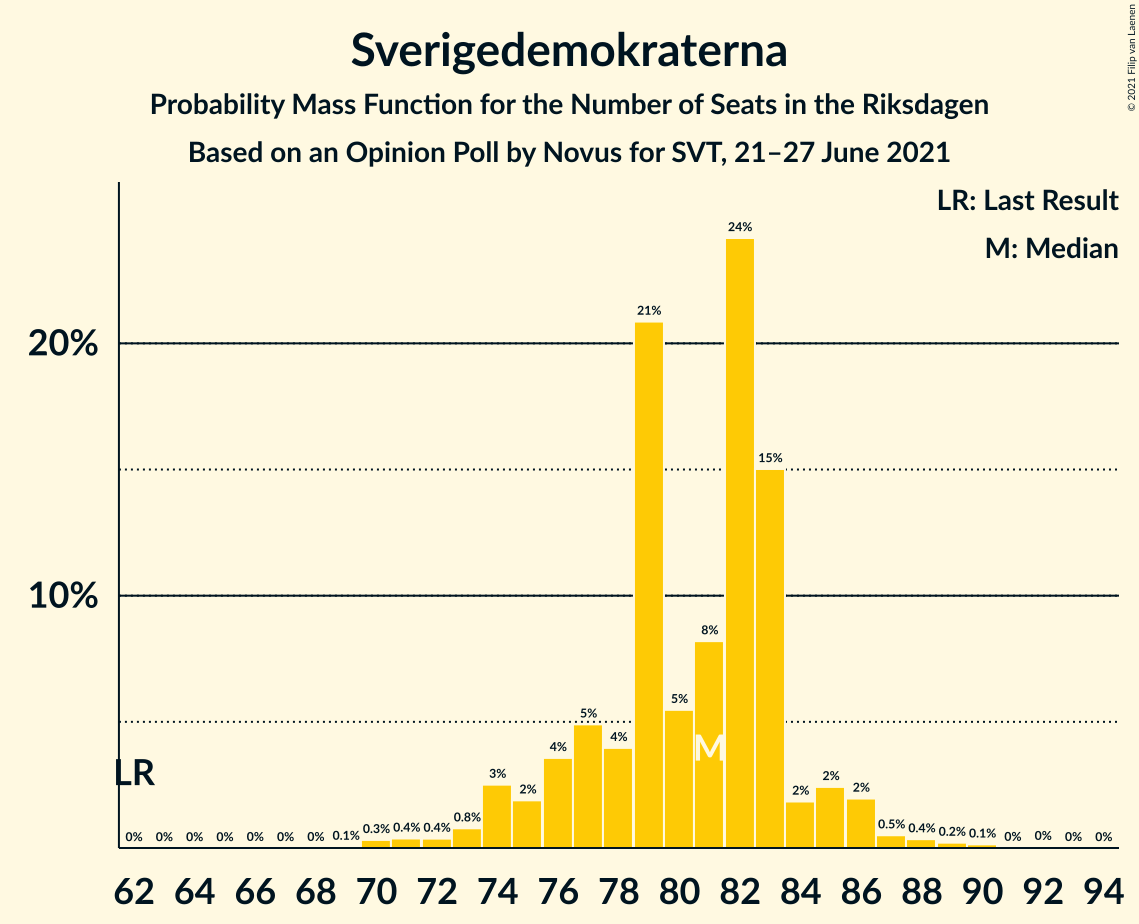 Sverigedemokraterna
Probability Mass Function for the Number of Seats in the Riksdagen
Based on an Opinion Poll by Novus for SVT, 21–27 June 2021
© 2021 Filip van Laenen
LR: Last Result
M: Median
20%
10%
LR
M
0% 0% 0% 0% 0% 0% 0% 0.1% 0.3% 0.4% 0.4% 0.8% 3% 2% 4% 5% 4% 21% 5% 8% 24% 15% 2% 2% 2% 0.5% 0.4% 0.2% 0.1% 0% 0% 0% 0%
62 64 66 68 70 72 74 76 78 80 82 84 86 88 90 92 94